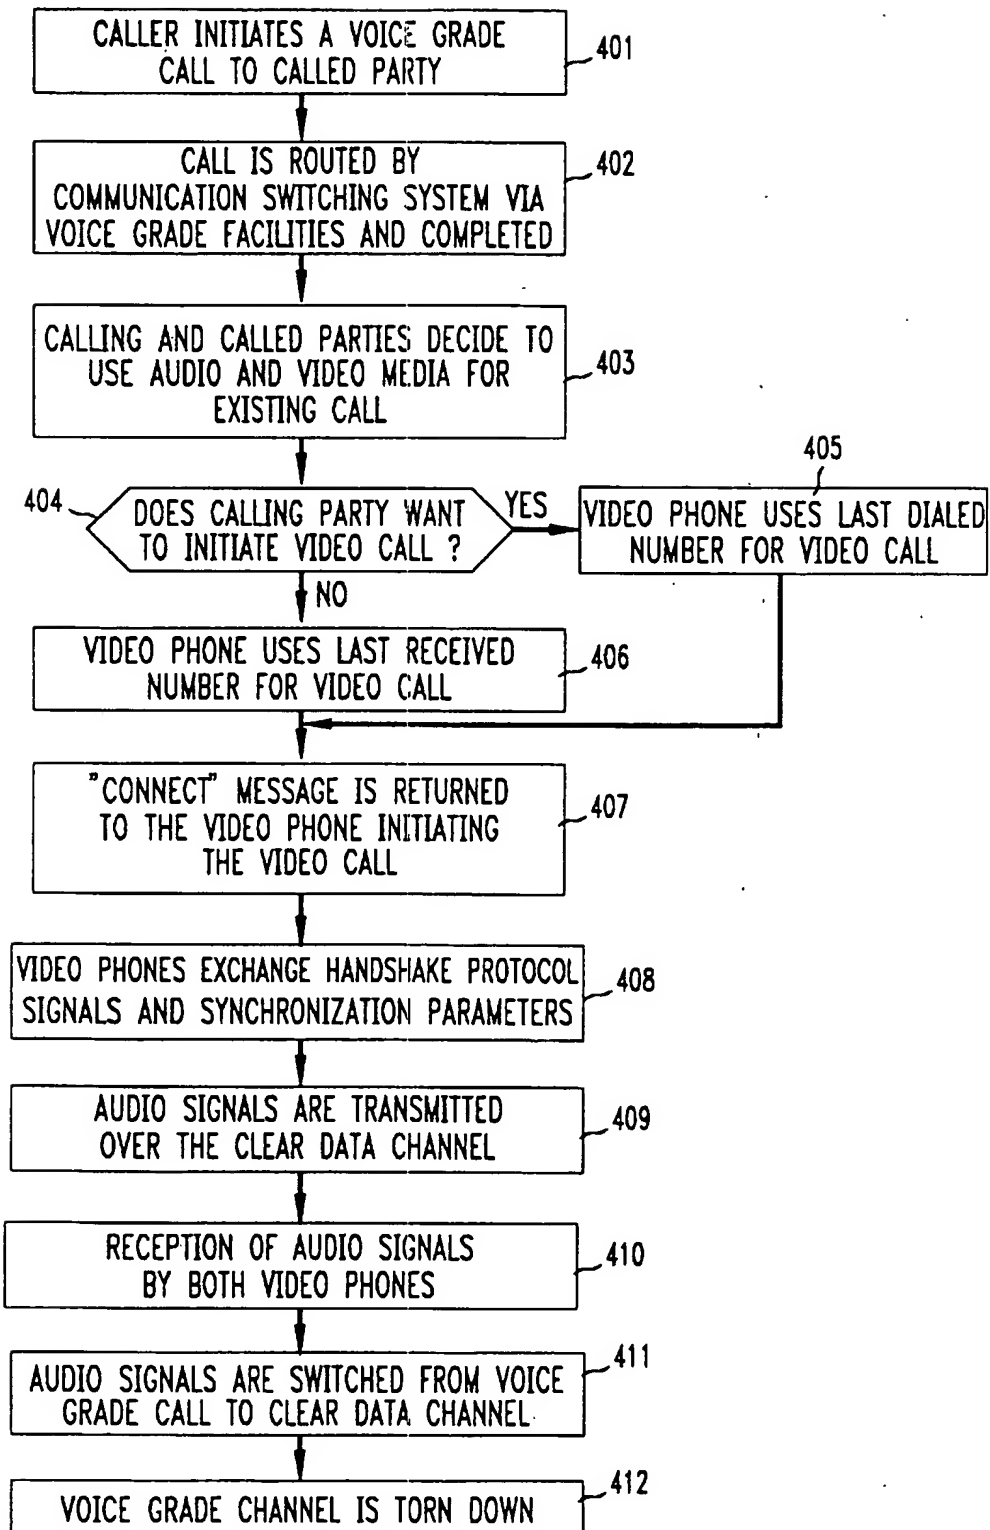 CALLER INITIATES A VOICE GRADE
CALL TO CALLED PARTY
401
CALL IS ROUTED BY
COMMUNICATION SWITCHING SYSTEM VIA
VOICE GRADE FACILITIES AND COMPLETED
402
CALLING AND CALLED PARTIES DECIDE TO
USE AUDIO AND VIDEO MEDIA FOR
EXISTING CALL
403
404
DOES CALLING PARTY WANT
TO INITIATE VIDEO CALL ?
YES
405
VIDEO PHONE USES LAST DIALED
NUMBER FOR VIDEO CALL
NO
VIDEO PHONE USES LAST RECEIVED
NUMBER FOR VIDEO CALL
406
"CONNECT" MESSAGE IS RETURNED
TO THE VIDEO PHONE INITIATING
THE VIDEO CALL
407
VIDEO PHONES EXCHANGE HANDSHAKE PROTOCOL
SIGNALS AND SYNCHRONIZATION PARAMETERS
408
AUDIO SIGNALS ARE TRANSMITTED
OVER THE CLEAR DATA CHANNEL
409
RECEPTION OF AUDIO SIGNALS
BY BOTH VIDEO PHONES
410
AUDIO SIGNALS ARE SWITCHED FROM VOICE
GRADE CALL TO CLEAR DATA CHANNEL
411
VOICE GRADE CHANNEL IS TORN DOWN
412